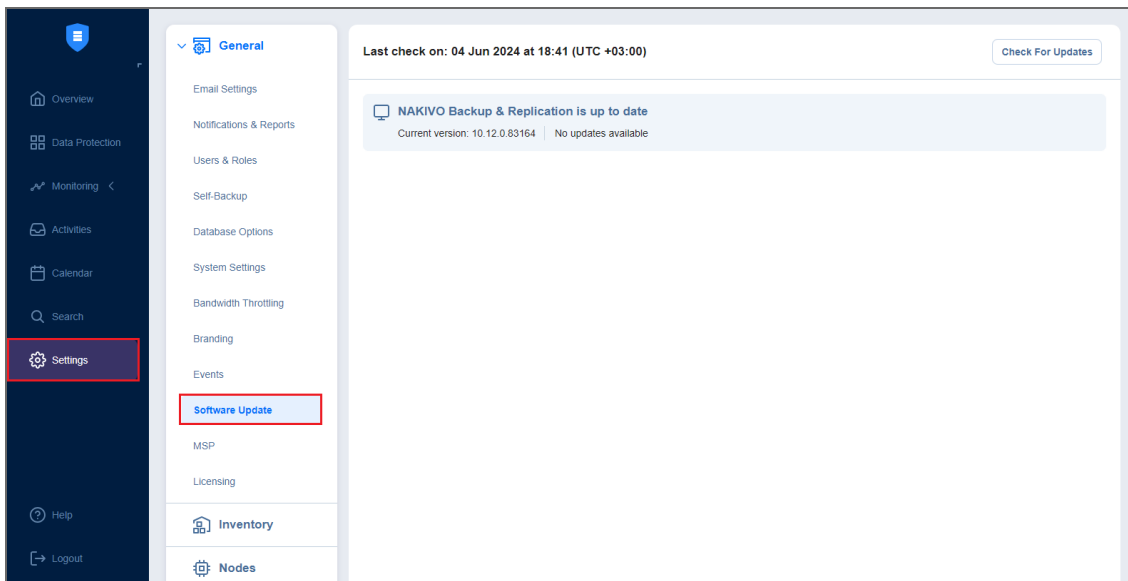 Overview
Data Protection
Monitoring
Activities
Calendar
Search
Settings
Help
Logout
General
Email Settings
Notifications & Reports
Users & Roles
Self-Backup
Database Options
System Settings
Bandwidth Throttling
Branding
Events
Software Update
MSP
Licensing
Inventory
Nodes
Last check on: 04 Jun 2024 at 18:41 (UTC +03:00)
Check For Updates
NAKIVO Backup & Replication is up to date
Current version: 10.12.0.83164 No updates available